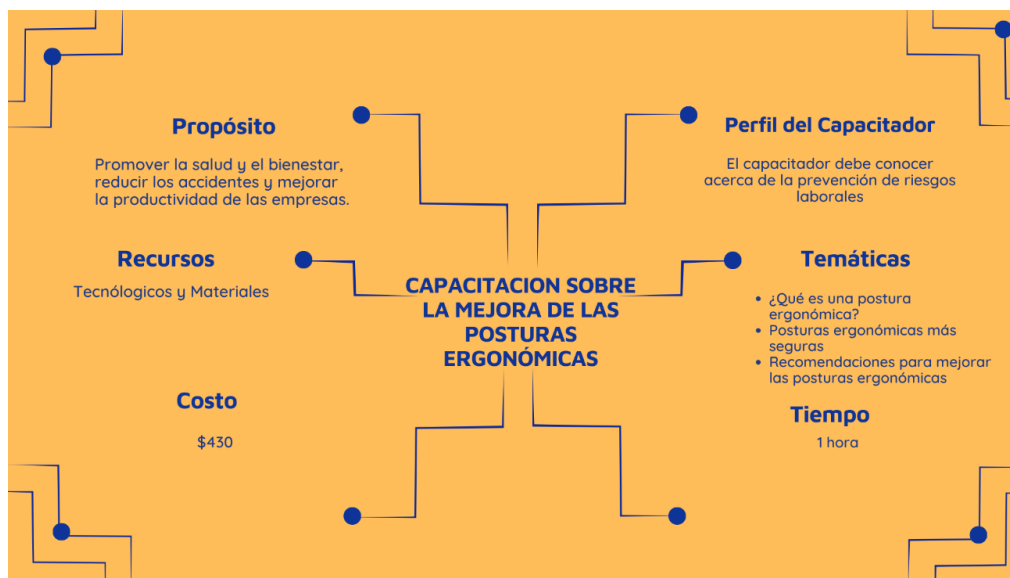 Propósito
Promover la salud y el bienestar,
reducir los accidentes y mejorar
la productividad de las empresas.
Perfil del Capacitador
El capacitador debe conocer
acerca de la prevención de riesgos
laborales
Recursos
Tecnólogicos y Materiales
CAPACITACION SOBRE
LA MEJORA DE LAS
POSTURAS
ERGONÓMICAS
Temáticas
• ¿Qué es una postura
ergonómica?
• Posturas ergonómicas más
seguras
• Recomendaciones para mejorar
las posturas ergonómicas
Costo
$430
Tiempo
1 hora